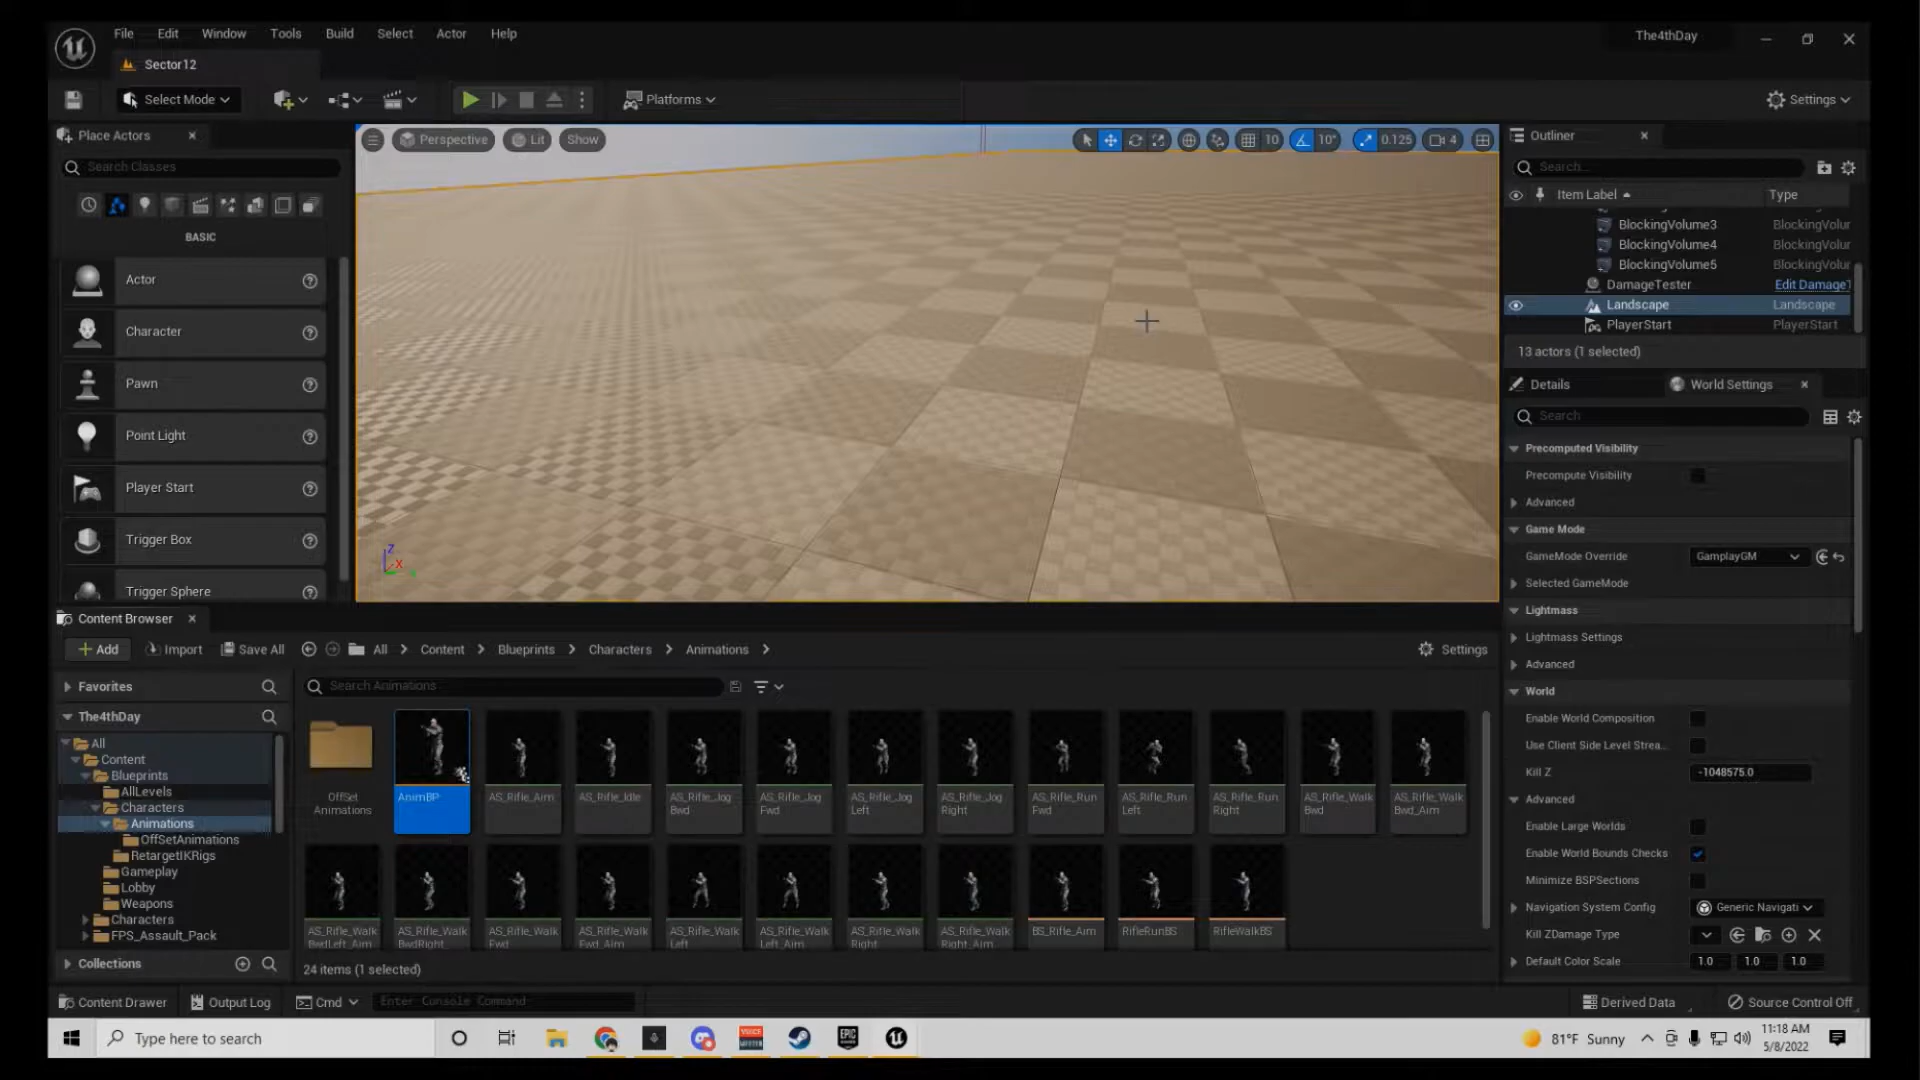 File Edit Window Tools Build Select Actor Help
The4thDay
Sector12
Select Mode
Platforms
Settings
Place Actors
Search Classes
BASIC
Actor
Character
Pawn
Point Light
Player Start
Trigger Box
Trigger Sphere
Perspective Lit Show
10 10° 0.125 4
Outliner
Search...
Item Label Type
BlockingVolume3 BlockingVolur
BlockingVolume4 BlockingVolur
BlockingVolume5 BlockingVolur
DamageTester Edit DamageT
Landscape Landscape
PlayerStart PlayerStart
13 actors (1 selected)
Details World Settings
Search
Precomputed Visibility
Precompute Visibility
Advanced
Game Mode
GameMode Override GamplayGM
Selected GameMode
Lightmass
Lightmass Settings
Advanced
World
Enable World Composition
Use Client Side Level Strea...
Kill Z -1048575.0
Advanced
Enable Large Worlds
Enable World Bounds Checks
Minimize BSPSections
Navigation System Config Generic Navigati
Kill ZDamage Type
Default Color Scale 1.0 1.0 1.0
Content Browser
Add Import Save All All Content Blueprints Characters Animations Settings
Favorites
The4thDay
All
Content
Blueprints
AllLevels
Characters
Animations
OffSetAnimations
RetargetIKRigs
Gameplay
Lobby
Weapons
Characters
FPS_Assault_Pack
Collections
Search Animations
OffSet Animations
AnimBP
AS_Rifle_Aim
AS_Rifle_Idle
AS_Rifle_Jog Bwd
AS_Rifle_Jog Fwd
AS_Rifle_Jog Left
AS_Rifle_Jog Right
AS_Rifle_Run Fwd
AS_Rifle_Run Left
AS_Rifle_Run Right
AS_Rifle_Walk Bwd
AS_Rifle_Walk Bwd_Aim
AS_Rifle_Walk BwdLeft_Aim
AS_Rifle_Walk BwdRight_
AS_Rifle_Walk Fwd
AS_Rifle_Walk Fwd_Aim
AS_Rifle_Walk Left
AS_Rifle_Walk Left_Aim
AS_Rifle_Walk Right
AS_Rifle_Walk Right_Aim
BS_Rifle_Aim
RifleRunBS
RifleWalkBS
24 items (1 selected)
Content Drawer Output Log Cmd Enter Console Command
Derived Data Source Control Off
Type here to search
EPIC
81°F Sunny
11:18 AM
5/8/2022